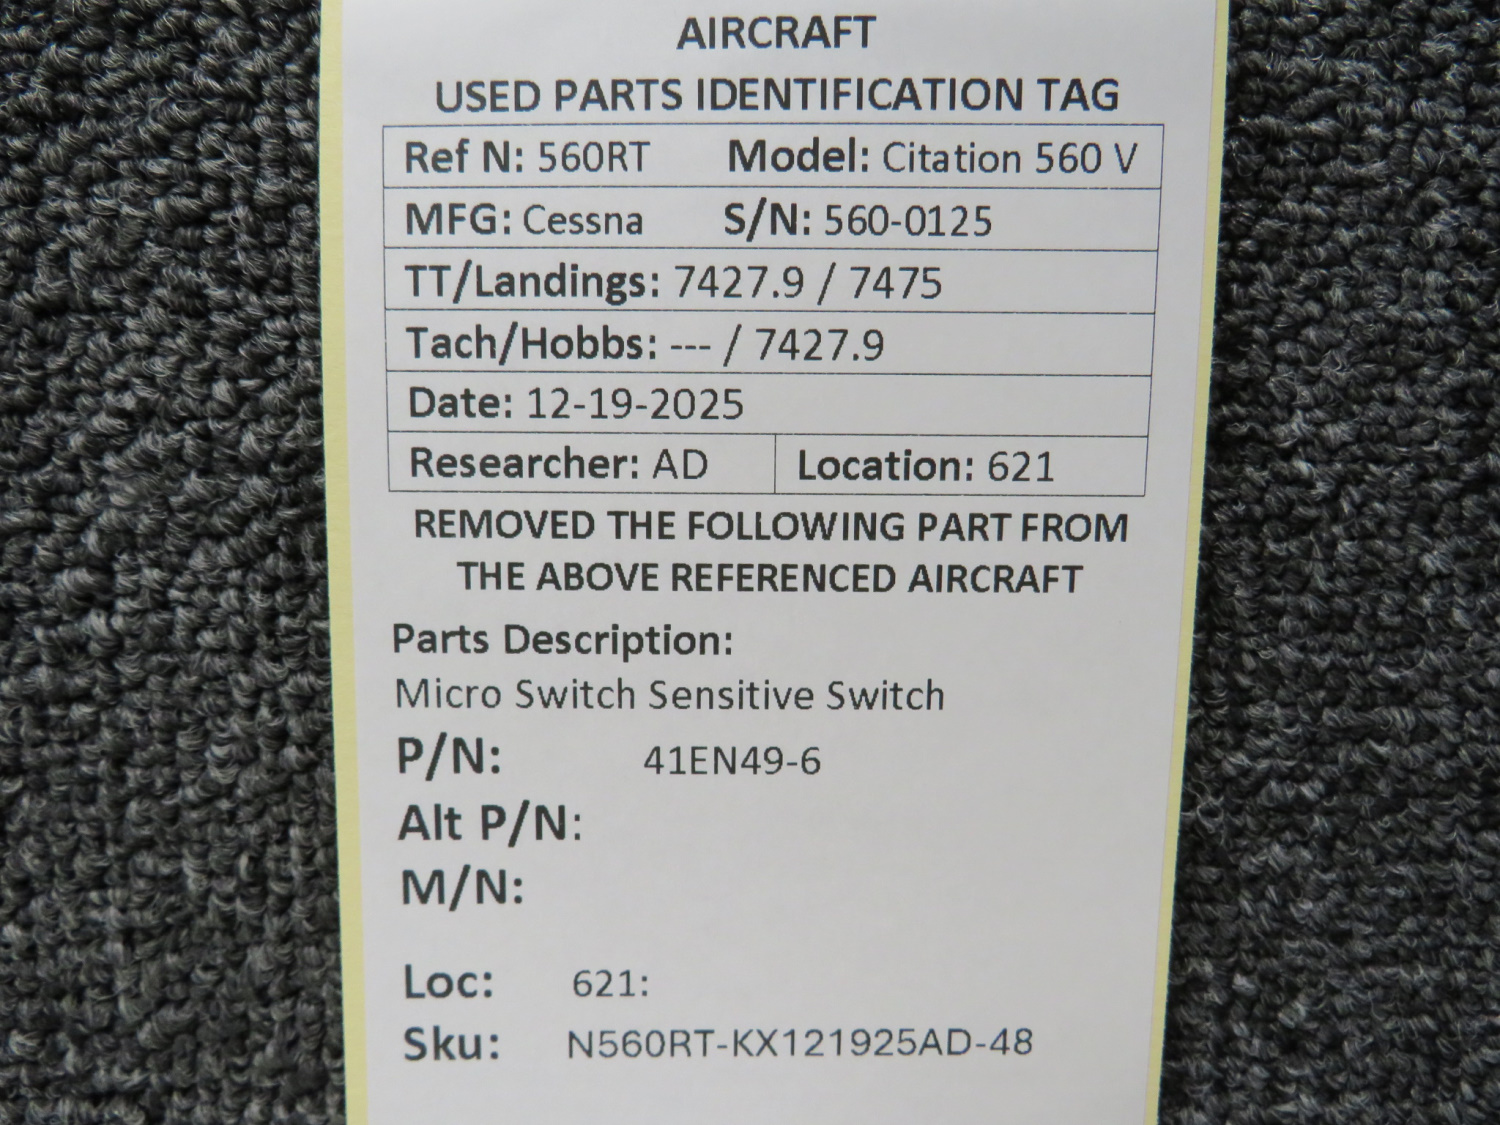 AIRCRAFT
USED PARTS IDENTIFICATION TAG
Ref N: 560RT Model: Citation 560 V
MFG: Cessna S/N: 560-0125
TT/Landings: 7427.9 / 7475
Tach/Hobbs: --- / 7427.9
Date: 12-19-2025
Researcher: AD Location: 621
REMOVED THE FOLLOWING PART FROM
THE ABOVE REFERENCED AIRCRAFT
Parts Description:
Micro Switch Sensitive Switch
P/N: 41EN49-6
Alt P/N:
M/N:
Loc: 621:
Sku: N560RT-KX121925AD-48